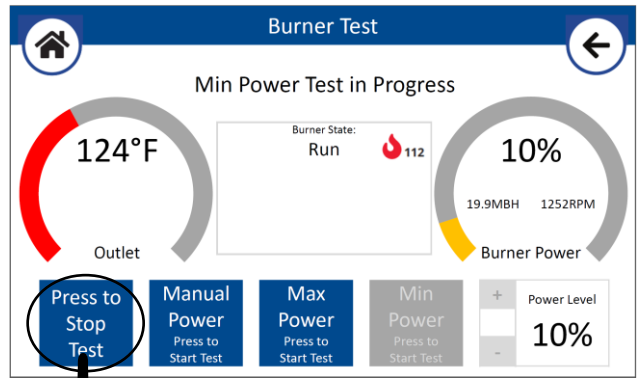 Burner Test
Min Power Test in Progress
124°F
Outlet
Burner State:
Run
112
10%
19.9MBH 1252RPM
Burner Power
Press to
Stop
Test
Manual
Power
Press to
Start Test
Max
Power
Press to
Start Test
Min
Power
Press to
Start Test
+
-
Power Level
10%